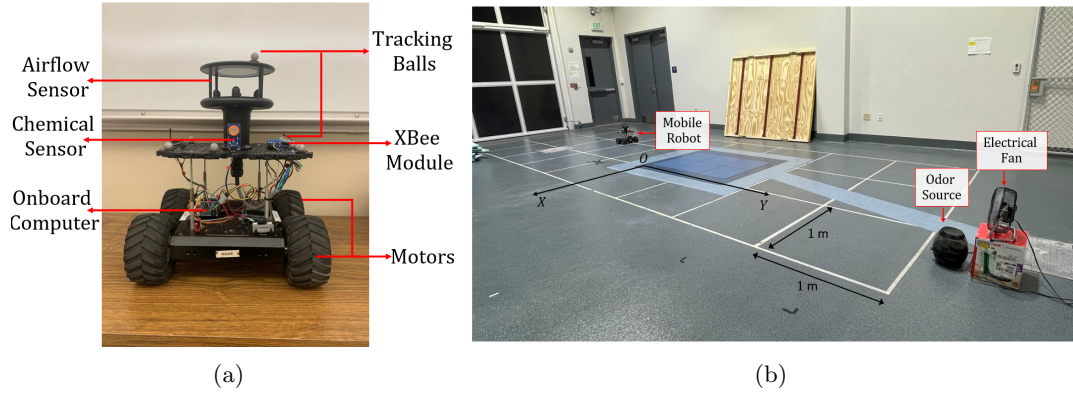 Airflow
Sensor
Chemical
Sensor
Onboard
Computer
Tracking
Balls
XBee
Module
Motors
(a)
Mobile
Robot
O
X
Y
1 m
1 m
Odor
Source
Electrical
Fan
(b)